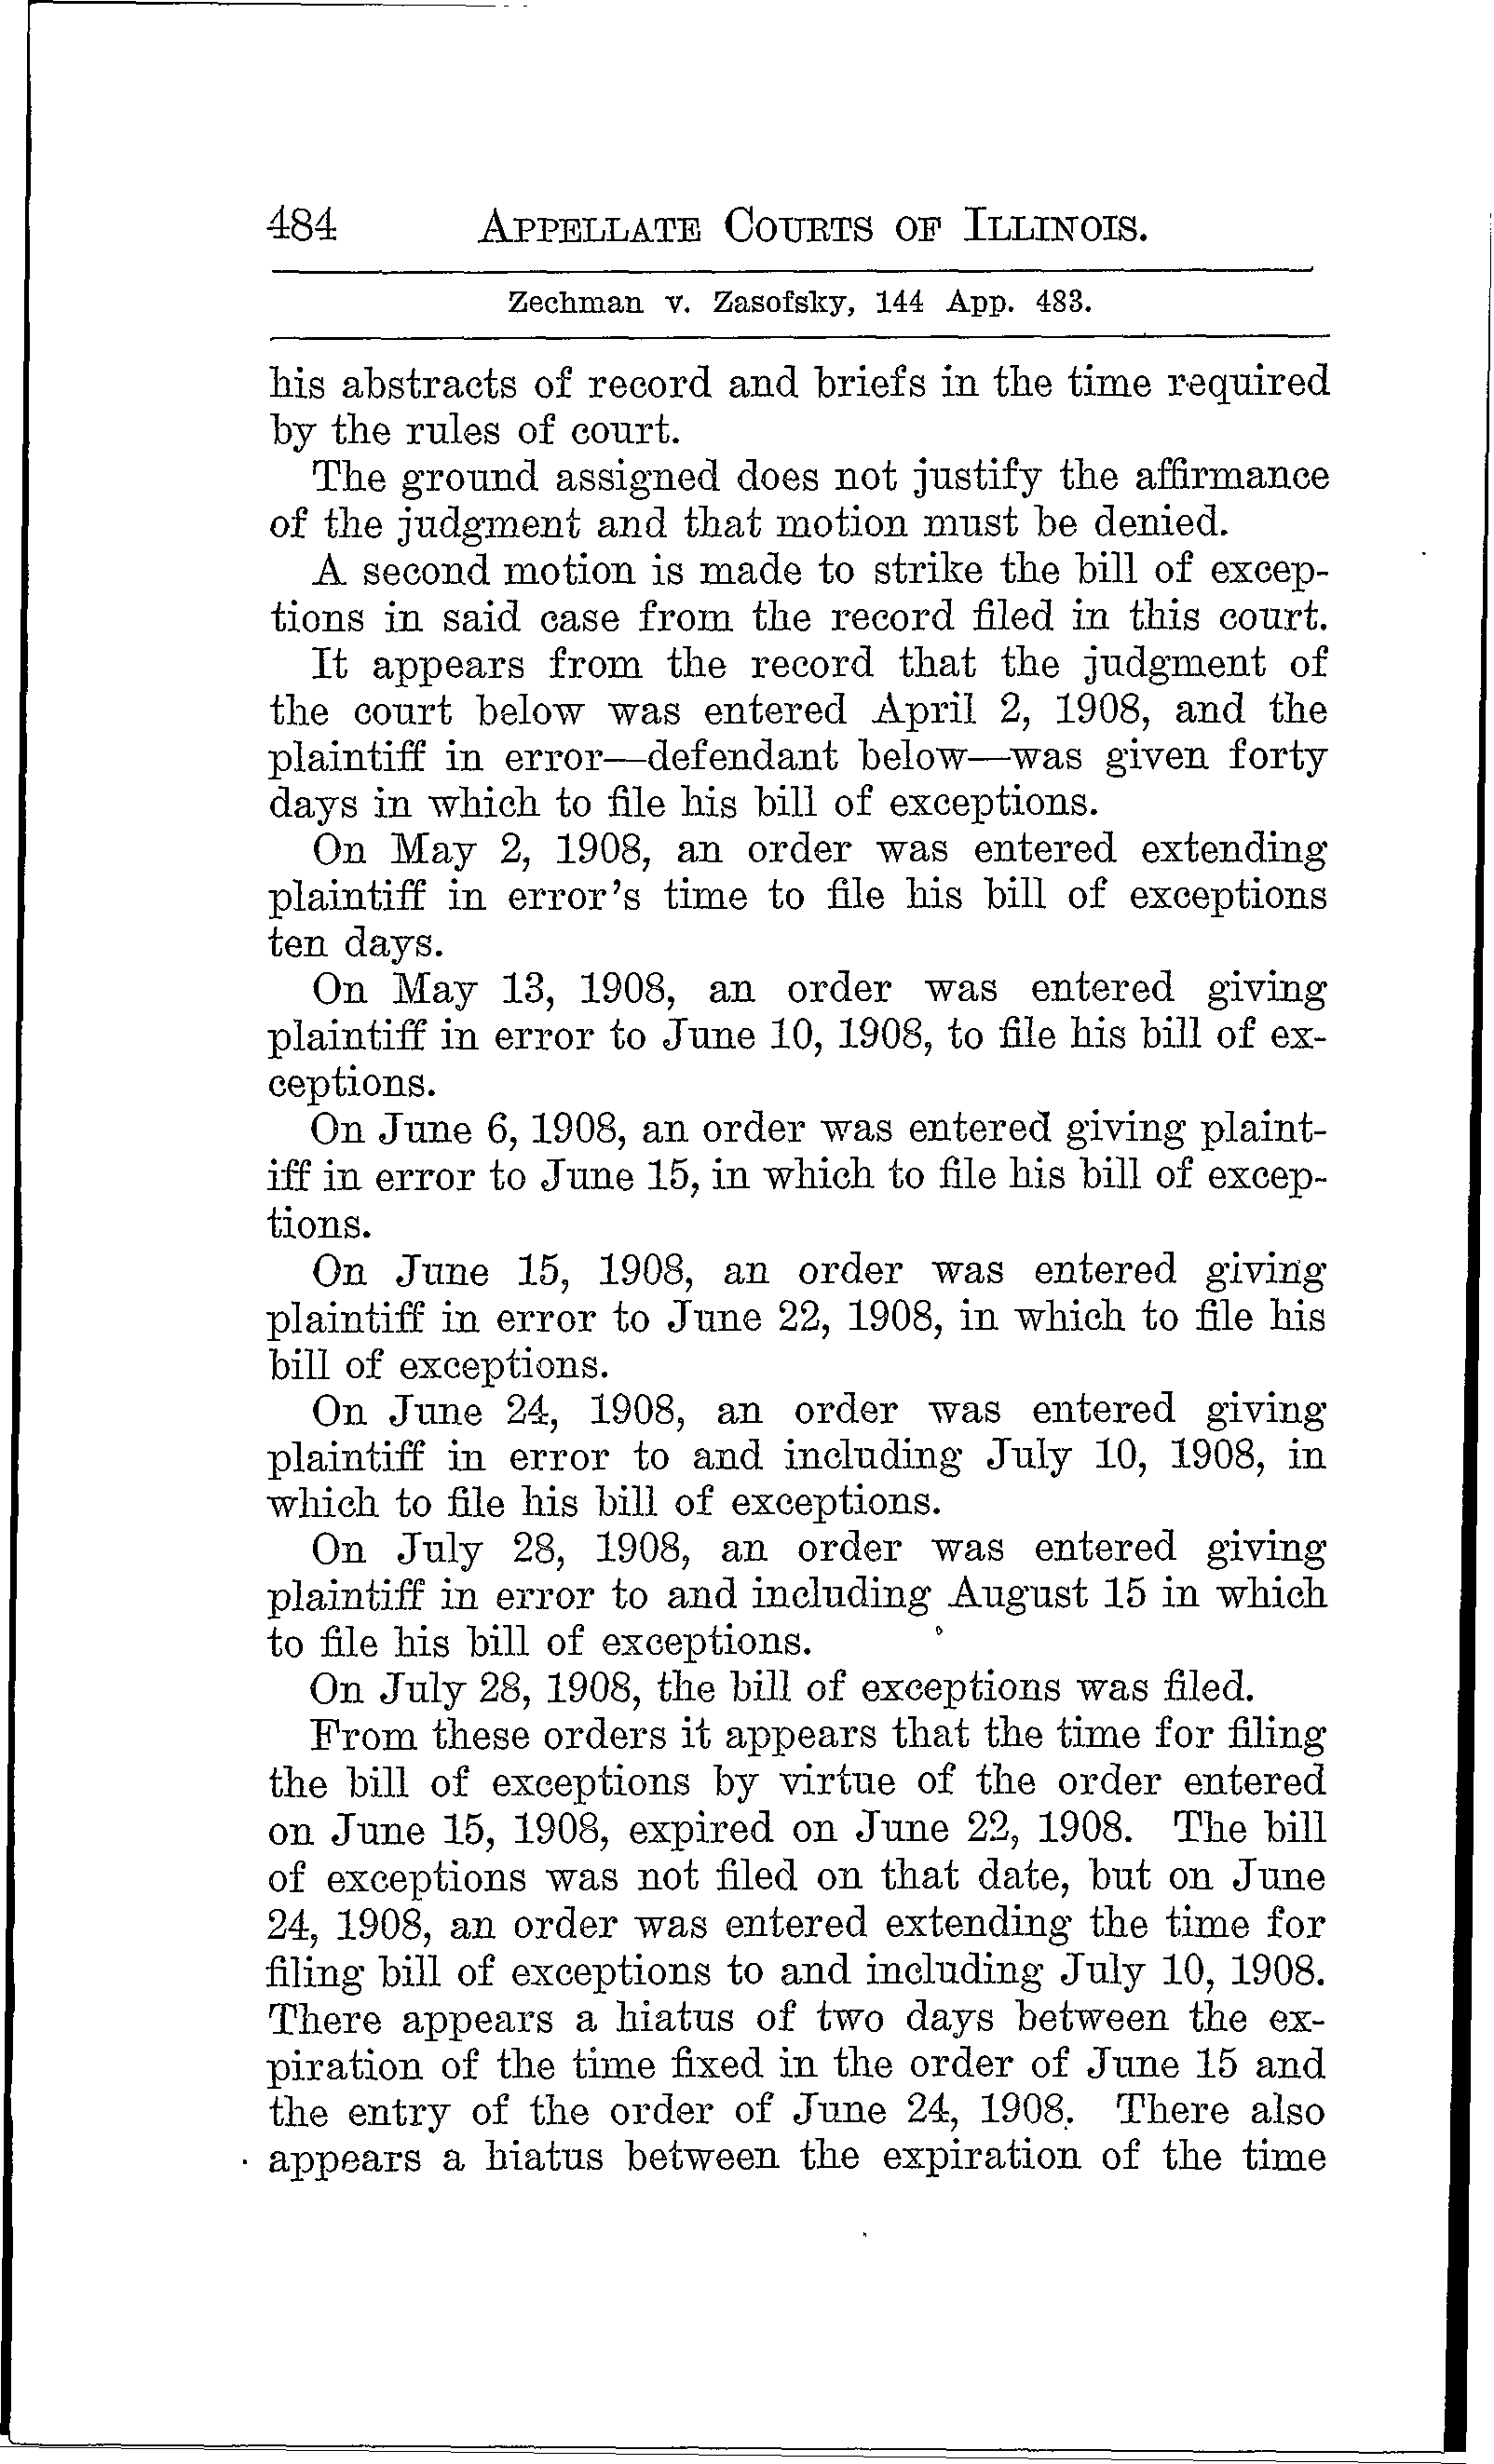 484 APPELLATE COURTS OF ILLINOIS.
Zechman v. Zasofsky, 144 App. 483.
his abstracts of record and briefs in the time required
by the rules of court.
The ground assigned does not justify the affirmance
of the judgment and that motion must be denied.
A second motion is made to strike the bill of excep-
tions in said case from the record filed in this court.
It appears from the record that the judgment of
the court below was entered April 2, 1908, and the
plaintiff in error—defendant below—was given forty
days in which to file his bill of exceptions.
On May 2, 1908, an order was entered extending
plaintiff in error's time to file his bill of exceptions
ten days.
On May 13, 1908, an order was entered giving
plaintiff in error to June 10, 1908, to file his bill of ex-
ceptions.
On June 6, 1908, an order was entered giving plaint-
iff in error to June 15, in which to file his bill of excep-
tions.
On June 15, 1908, an order was entered giving
plaintiff in error to June 22, 1908, in which to file his
bill of exceptions.
On June 24, 1908, an order was entered giving
plaintiff in error to and including July 10, 1908, in
which to file his bill of exceptions.
On July 28, 1908, an order was entered giving
plaintiff in error to and including August 15 in which
to file his bill of exceptions.
On July 28, 1908, the bill of exceptions was filed.
From these orders it appears that the time for filing
the bill of exceptions by virtue of the order entered
on June 15, 1908, expired on June 22, 1908. The bill
of exceptions was not filed on that date, but on June
24, 1908, an order was entered extending the time for
filing bill of exceptions to and including July 10, 1908.
There appears a hiatus of two days between the ex-
piration of the time fixed in the order of June 15 and
the entry of the order of June 24, 1908. There also
appears a hiatus between the expiration of the time